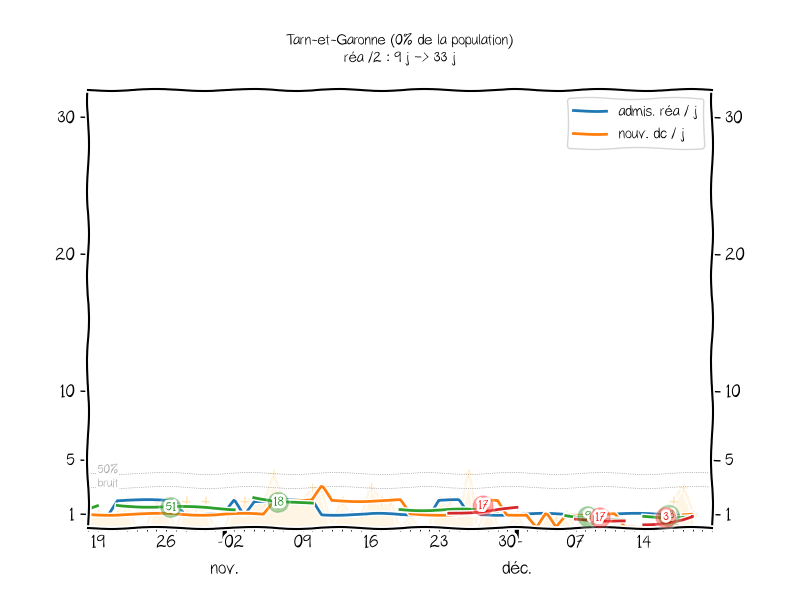 Tarn-et-Garonne (0% de la population)
réa /2 : 9 j -> 33 j
admis. réa / j
nouv. dc / j
30 30
20 20
10 10
5 5
50%
bruit
1 1
51 18 17 17
19 26 02 09 16 23 30 07 14
nov. déc.